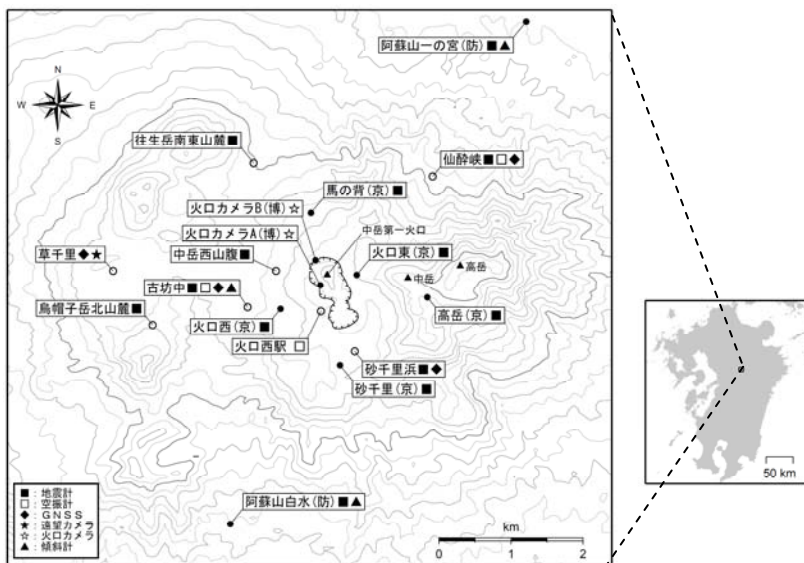 阿蘇山一の宮(防)■▲
N
W E
S
往生岳南東山麓■
仙酔峡■□◆
馬の背(京)■
火口カメラB(博)☆
火口カメラA(博)☆
中岳第一火口
火口東(京)■
高岳
中岳
草千里◆★
中岳西山腹■
古坊中■□◆▲
烏帽子岳北山麓■
火口西(京)■
高岳(京)■
火口西駅 □
砂千里浜■◆
砂千里(京)■
阿蘇山白水(防)■▲
■:地震計
□:空振計
◆:GNSS
★:遠望カメラ
☆:火口カメラ
▲:傾斜計
km
0 1 2
50 km